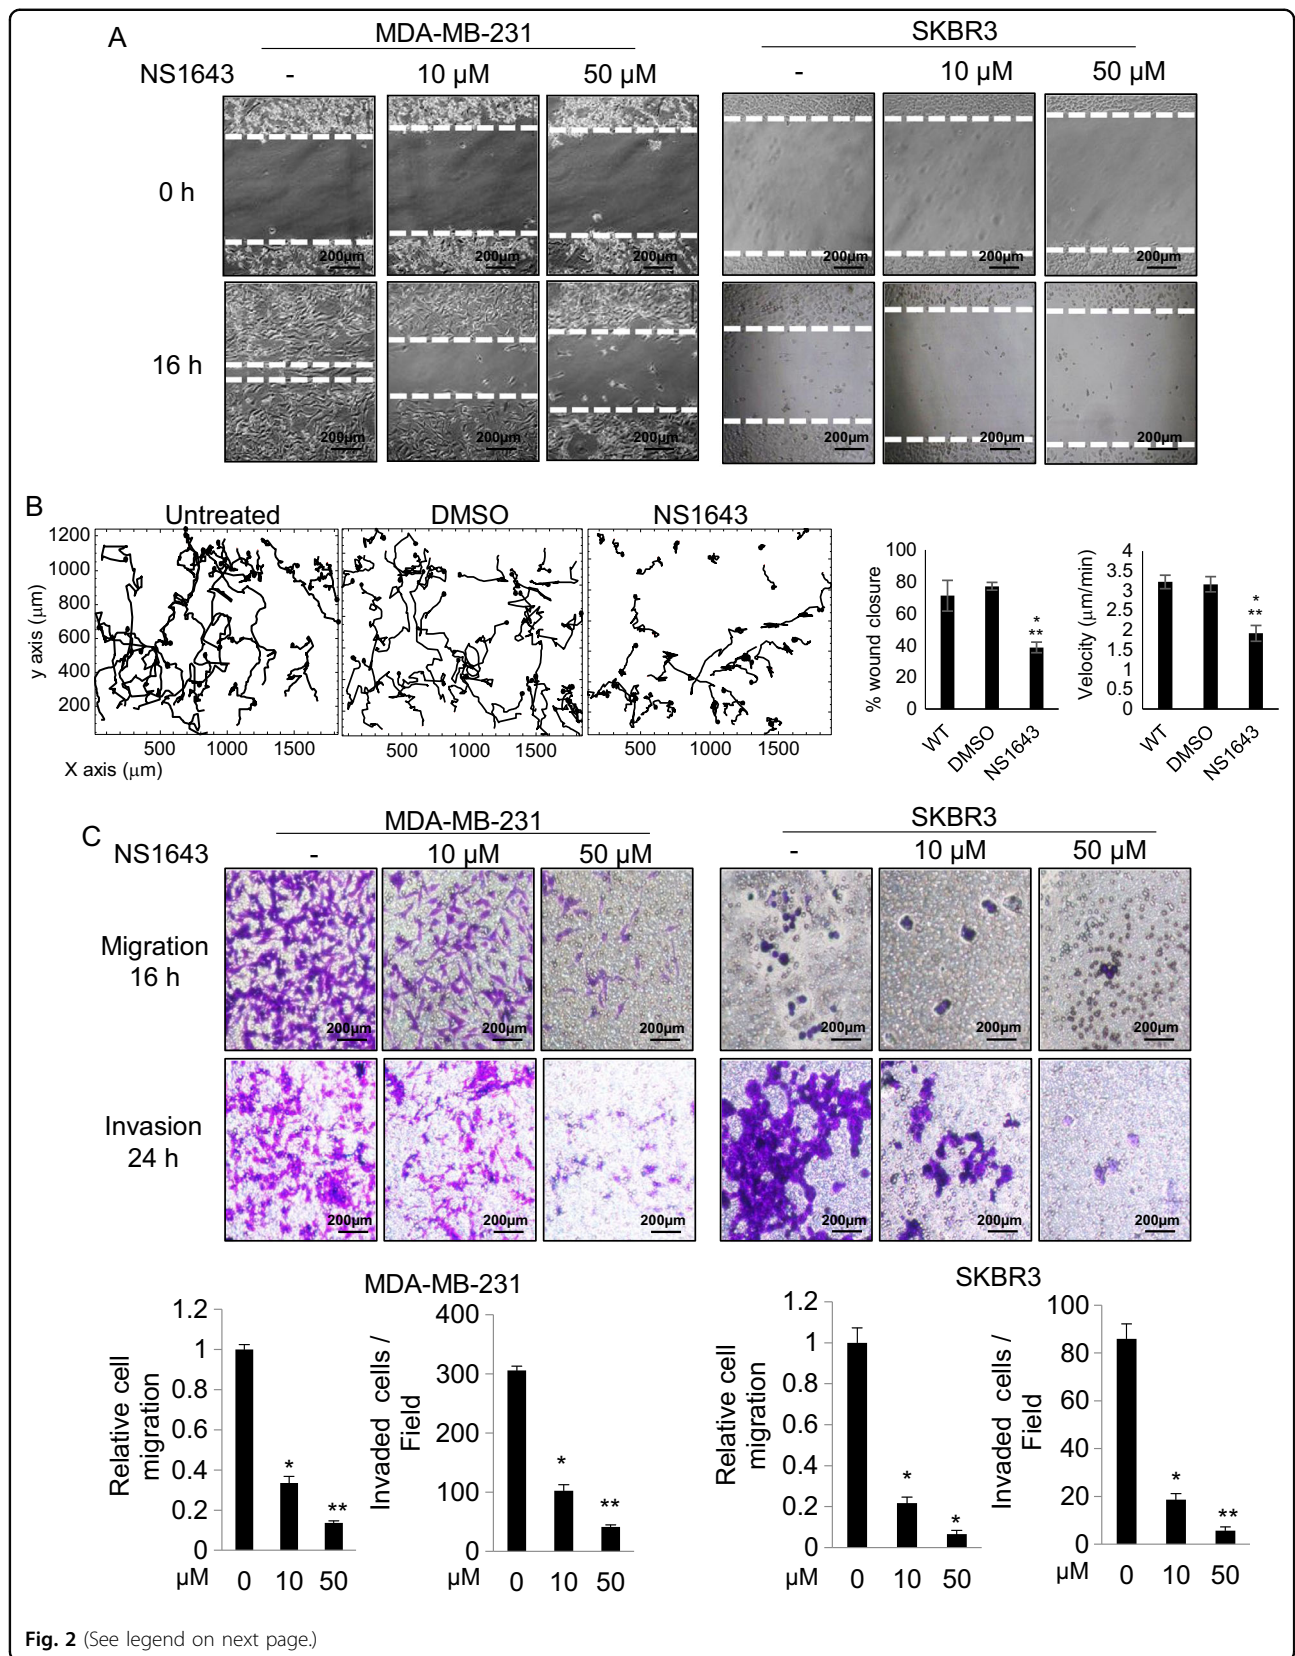 A
MDA-MB-231
SKBR3
NS1643
-
10 μM
50 μM
-
10 μM
50 μM
0 h
200μm
200μm
200μm
200μm
200μm
200μm
16 h
200μm
200μm
200μm
200μm
200μm
200μm
B
Untreated
DMSO
NS1643
y axis (μm)
1200
1000
800
600
400
200
500 1000 1500
500 1000 1500
500 1000 1500
X axis (μm)
% wound closure
100
80
60
40
20
0
*
**
WT
DMSO
NS1643
Velocity (μm/min)
4
3.5
3
2.5
2
1.5
1
0.5
0
*
**
WT
DMSO
NS1643
C
MDA-MB-231
SKBR3
NS1643
-
10 μM
50 μM
-
10 μM
50 μM
Migration
16 h
200μm
200μm
200μm
200μm
200μm
200μm
Invasion
24 h
200μm
200μm
200μm
200μm
200μm
200μm
MDA-MB-231
SKBR3
Relative cell
migration
1.2
1
0.8
0.6
0.4
0.2
0
*
**
μM 0 10 50
Invaded cells /
Field
400
300
200
100
0
*
**
μM 0 10 50
Relative cell
migration
1.2
1
0.8
0.6
0.4
0.2
0
*
*
μM 0 10 50
Invaded cells /
Field
100
80
60
40
20
0
*
**
μM 0 10 50
Fig. 2 (See legend on next page.)